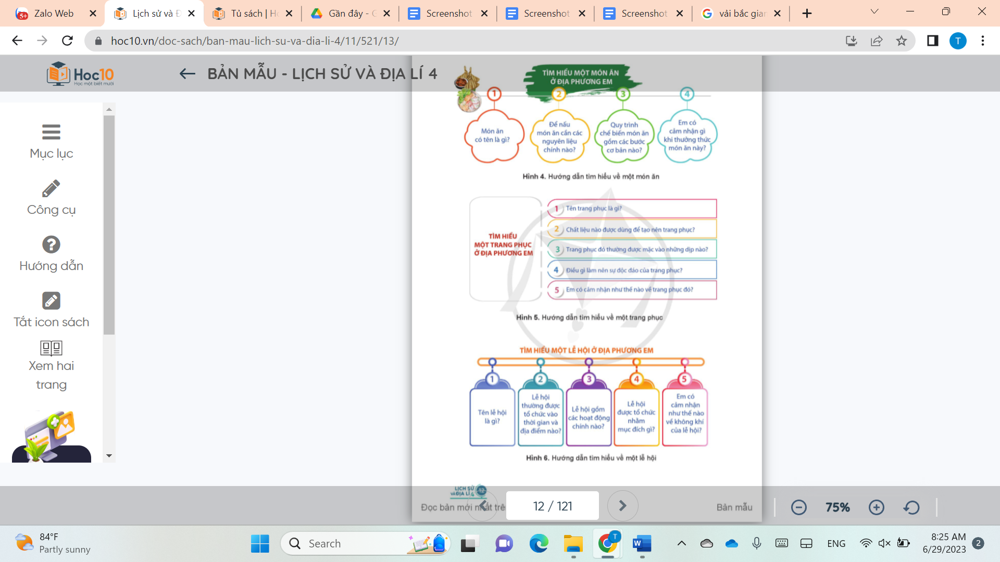 Zalo Web
Lịch sử và Đ
Tủ sách | Ho
Gần đây - G
Screenshot
Screenshot
Screenshot
vải bắc gian
5+
hoc10.vn/doc-sach/ban-mau-lich-su-va-dia-li-4/11/521/13/
T
Hoc10
Học một biết mười
BẢN MẪU - LỊCH SỬ VÀ ĐỊA LÍ 4
Mục lục
Công cụ
Hướng dẫn
Tắt icon sách
Xem hai
trang
TÌM HIỂU MỘT MÓN ĂN
Ở ĐỊA PHƯƠNG EM
1
Món ăn
có tên là gì?
2
Để nấu
món ăn cần các
nguyên liệu
chính nào?
3
Quy trình
chế biến món ăn
gồm các bước
cơ bản nào?
4
Em có
cảm nhận gì
khi thưởng thức
món ăn này?
Hình 4. Hướng dẫn tìm hiểu về một món ăn
TÌM HIỂU
MỘT TRANG PHỤC
Ở ĐỊA PHƯƠNG EM
1 Tên trang phục là gì?
2 Chất liệu nào được dùng để tạo nên trang phục?
3 Trang phục đó thường được mặc vào những dịp nào?
4 Điều gì làm nên sự độc đáo của trang phục?
5 Em có cảm nhận như thế nào về trang phục đó?
Hình 5. Hướng dẫn tìm hiểu về một trang phục
TÌM HIỂU MỘT LỄ HỘI Ở ĐỊA PHƯƠNG EM
1
Tên lễ hội
là gì?
2
Lễ hội
thường được
tổ chức vào
thời gian và
địa điểm nào?
3
Lễ hội gồm
các hoạt động
chính nào?
4
Lễ hội
được tổ chức
nhằm
mục đích gì?
5
Em có
cảm nhận
như thế nào
về không khí
của lễ hội?
Hình 6. Hướng dẫn tìm hiểu về một lễ hội
LỊCH SỬ
VÀ ĐỊA LÍ 4
12
Đọc bản mới nhất trê
12 / 121
Bản mẫu
75%
84°F
Partly sunny
Search
T
W
ENG
8:25 AM
6/29/2023
2